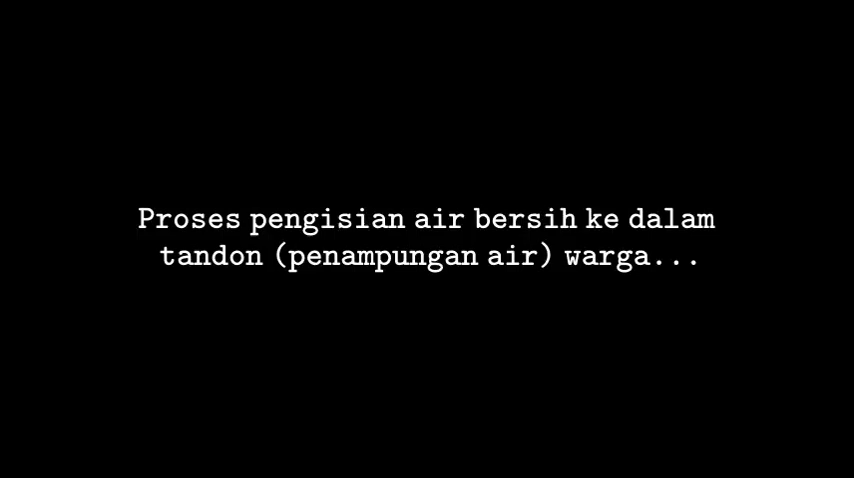 Proses pengisian air bersih ke dalam
tandon (penampungan air) warga...